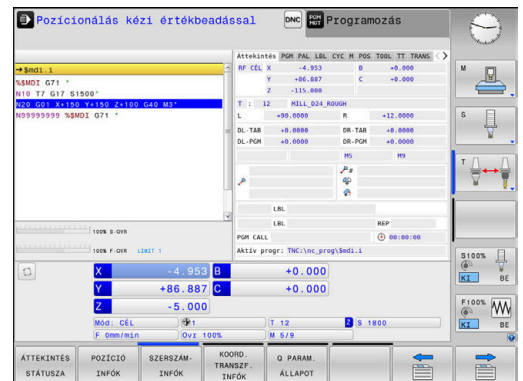 Pozícionálás kézi értékbeadással DNC PGM MGT Programozás
→$mdi.i
%$MDI G71 *
N10 T7 G17 S1500*
N20 G01 X+150 Y+150 Z+100 G40 M3*
N99999999 %$MDI G71 *
Áttekintés PGM PAL LBL CYC M POS TOOL TT TRANS
RF CÉL X -4.953 B +0.000
Y +86.887 C +0.000
Z -115.000
T : 12 MILL_D24_ROUGH
L +90.0000 R +12.0000
DL-TAB +0.0000 DR-TAB +0.0000
DL-PGM +0.0000 DR-PGM +0.0000
M5 M9
P#
LBL
LBL REP
PGM CALL 00:00:00
Aktív progr: TNC:\nc_prog\$mdi.i
100% S-OVR
100% F-OVR LIMIT 1
X -4.953 B +0.000
Y +86.887 C +0.000
Z -5.000
Mód: CÉL 1 T 12 Z S 1800
F 0mm/min Ovr 100% M 5/9
M
S
T
S100%
KI BE
F100%
KI BE
ÁTTEKINTÉS STÁTUSZA
POZÍCIÓ INFÓK
SZERSZÁM- INFÓK
KOORD. TRANSZF. INFÓK
Q PARAM. ÁLLAPOT